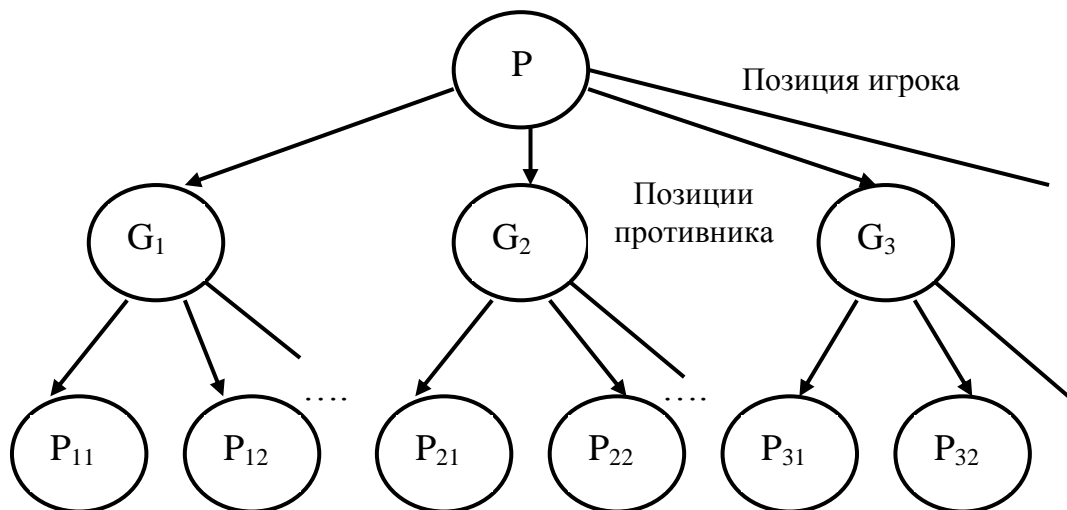 P
Позиция игрока
G₁
G₂
Позиции
противника
G₃
P₁₁
P₁₂
....
P₂₁
P₂₂
....
P₃₁
P₃₂